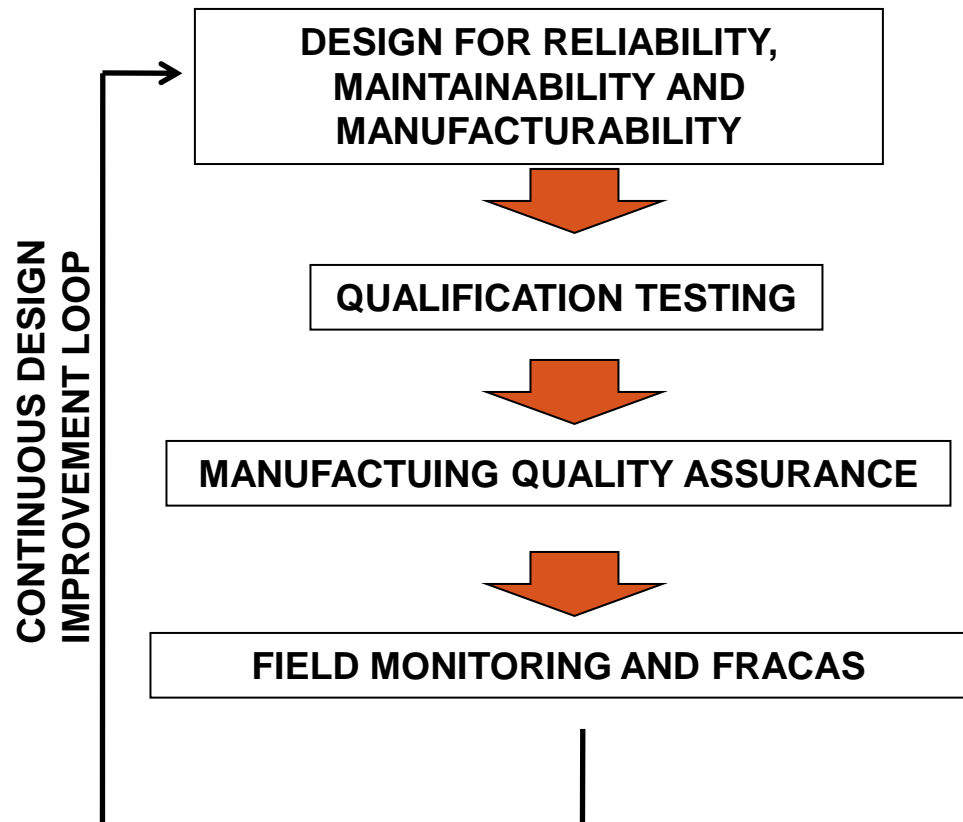 DESIGN FOR RELIABILITY,
MAINTAINABILITY AND
MANUFACTURABILITY
CONTINUOUS DESIGN
IMPROVEMENT LOOP
QUALIFICATION TESTING
MANUFACTUING QUALITY ASSURANCE
FIELD MONITORING AND FRACAS